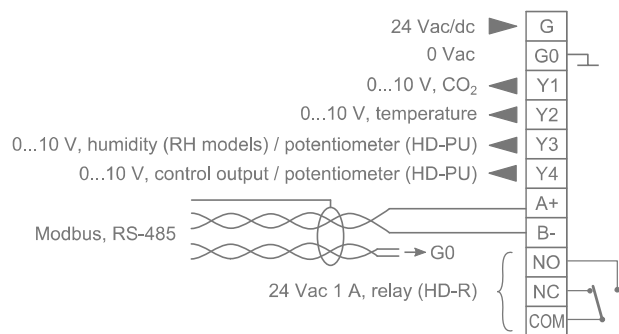 24 Vac/dc G
0 Vac G0
0...10 V, CO₂ Y1
0...10 V, temperature Y2
0...10 V, humidity (RH models) / potentiometer (HD-PU) Y3
0...10 V, control output / potentiometer (HD-PU) Y4
A+
Modbus, RS-485 B-
G0
NO
24 Vac 1 A, relay (HD-R) NC
COM